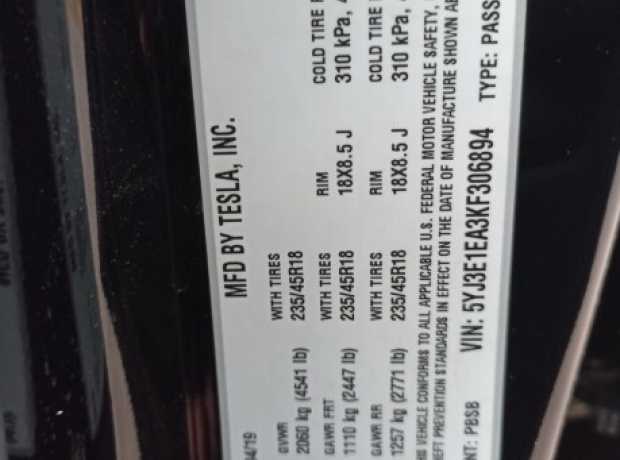 MFD BY TESLA, INC.
4/19
GVWR WITH TIRES
2060 kg (4541 lb) 235/45R18
GAWR FRT WITH TIRES RIM COLD TIRE
1110 kg (2447 lb) 235/45R18 18X8.5 J 310 kPa,
GAWR RR WITH TIRES RIM COLD TIRE
1257 kg (2771 lb) 235/45R18 18X8.5 J 310 kPa,
VEHICLE CONFORMS TO ALL APPLICABLE U.S. FEDERAL MOTOR VEHICLE SAFETY,
PREVENTION STANDARDS IN EFFECT ON THE DATE OF MANUFACTURE SHOWN
NT: PBSB VIN: 5YJ3E1EA3KF306894 TYPE: PASS